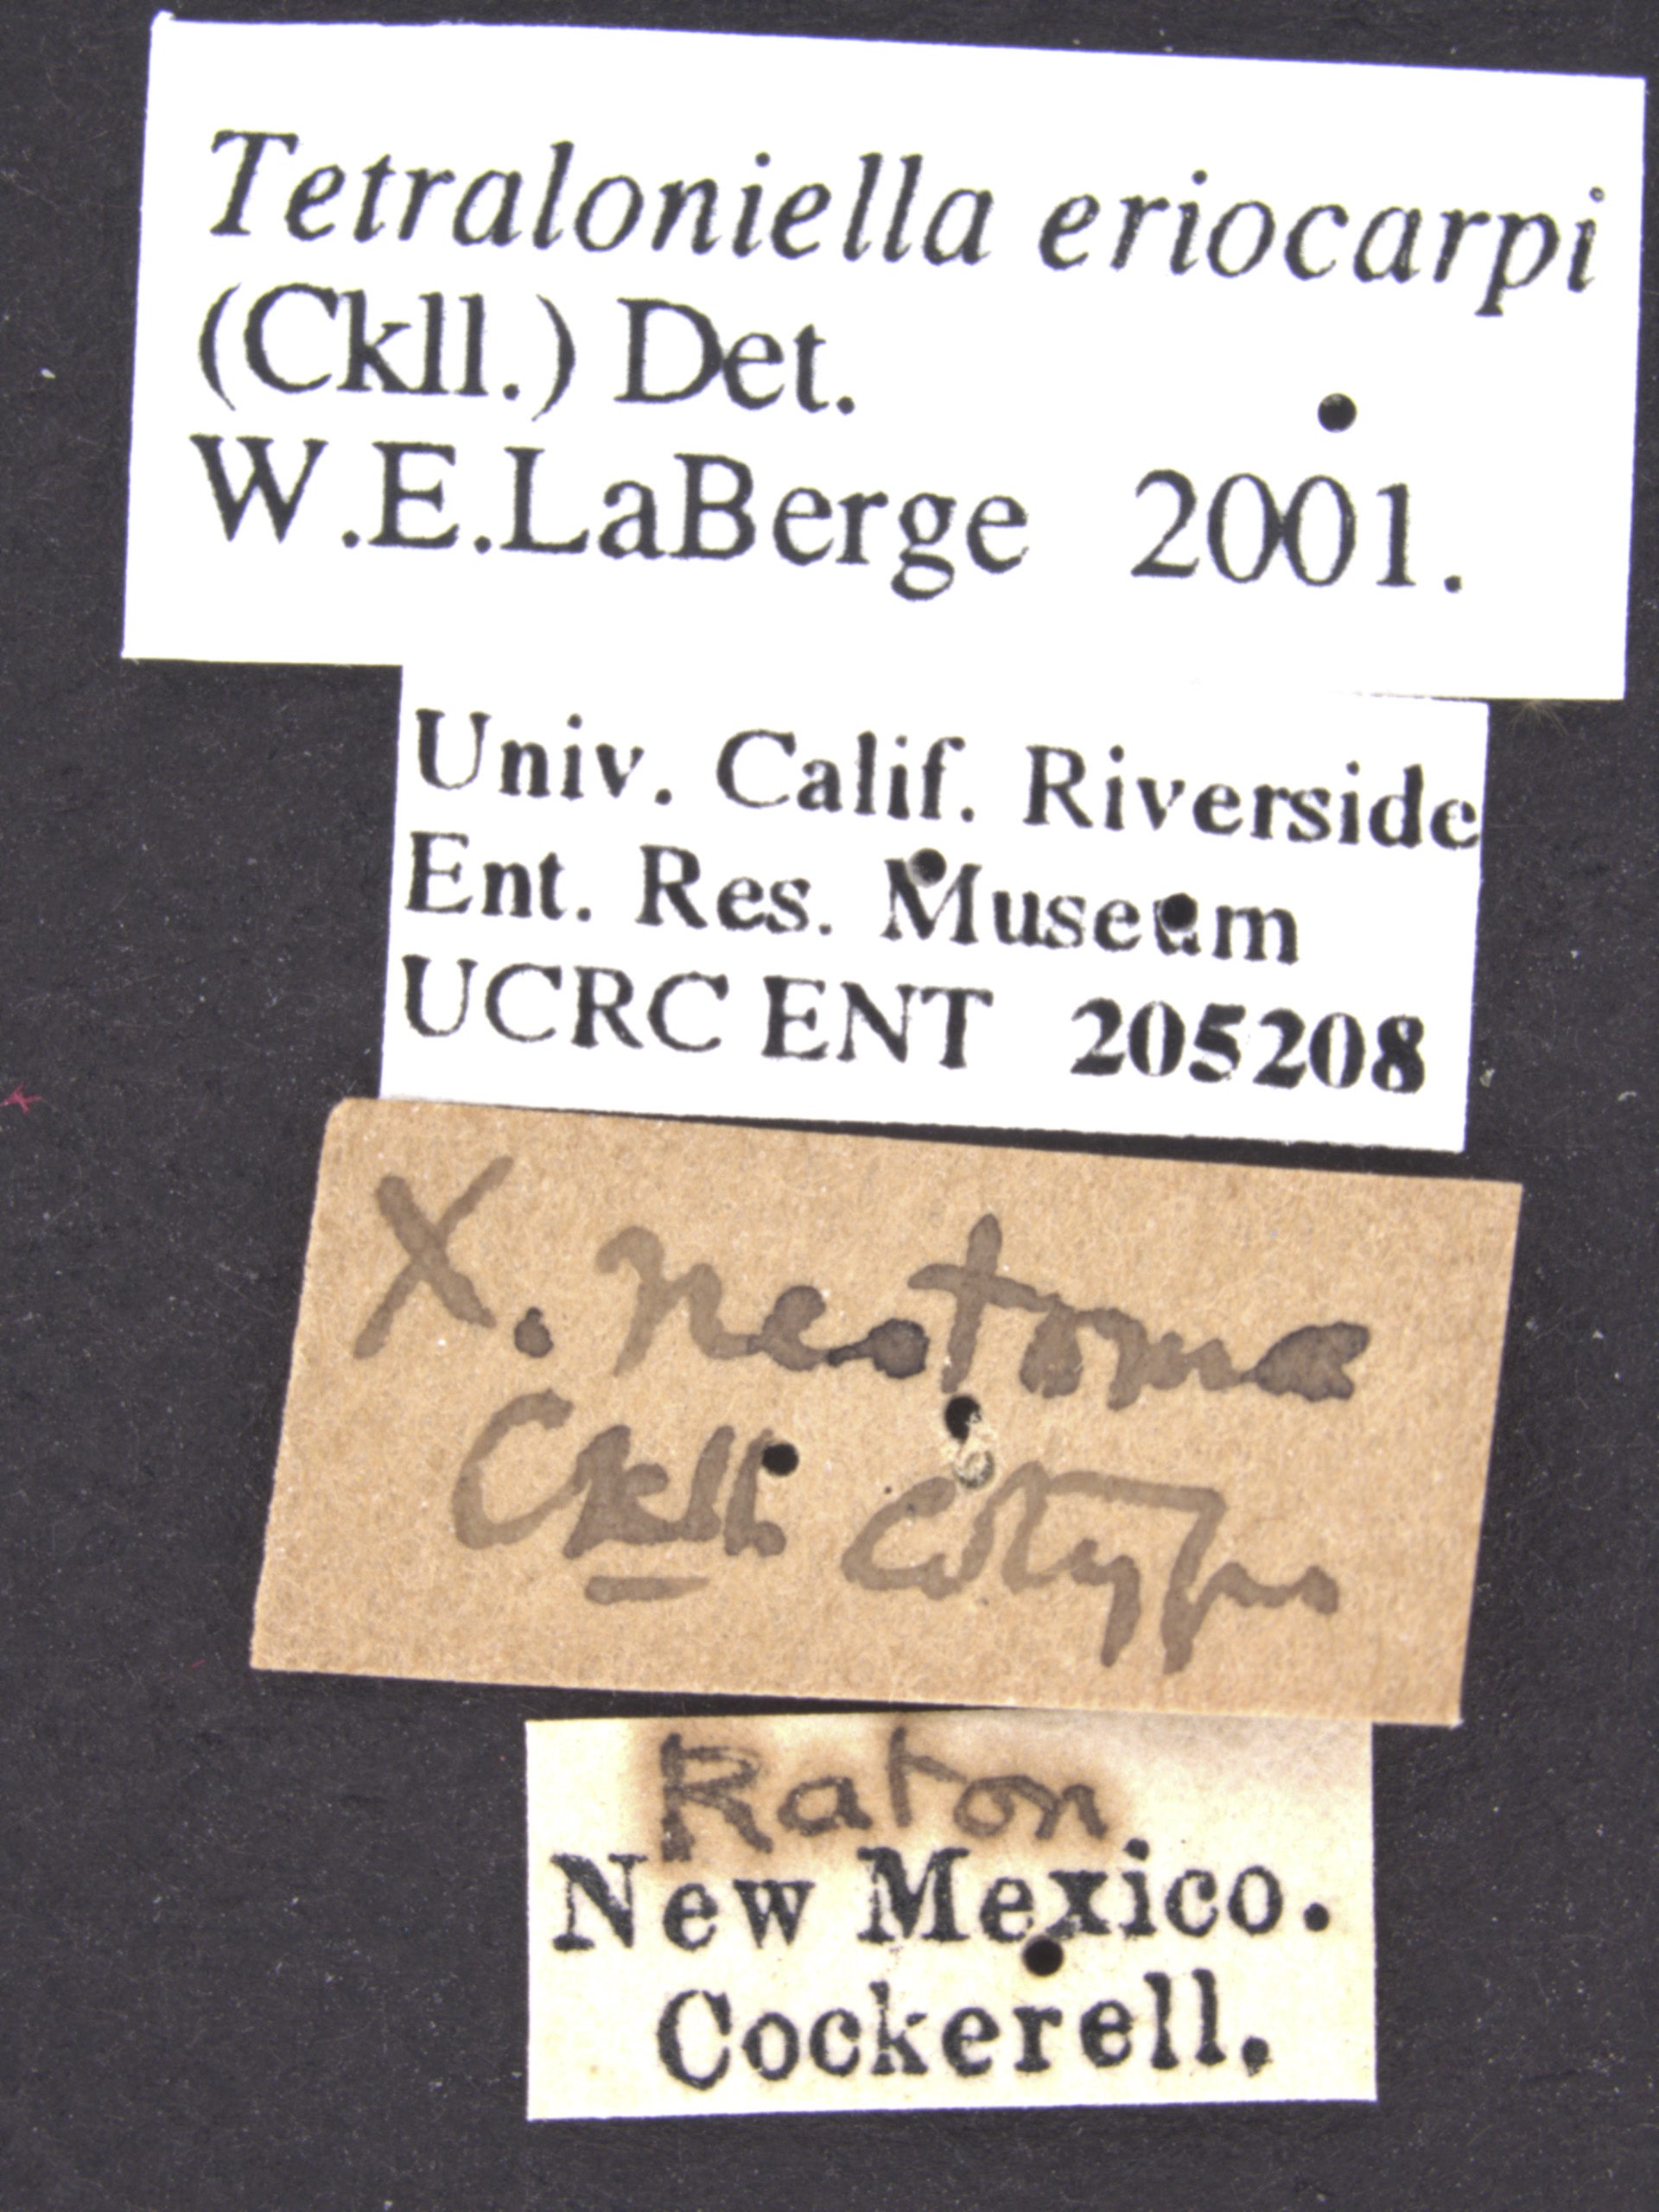 Tetraloniella eriocarpi
(Ckll.) Det.
W.E.LaBerge 2001.
Univ. Calif. Riverside
Ent. Res. Museum
UCRC ENT 205208
X. neotomae
Ckll. Cotype
Raton
New Mexico.
Cockerell.